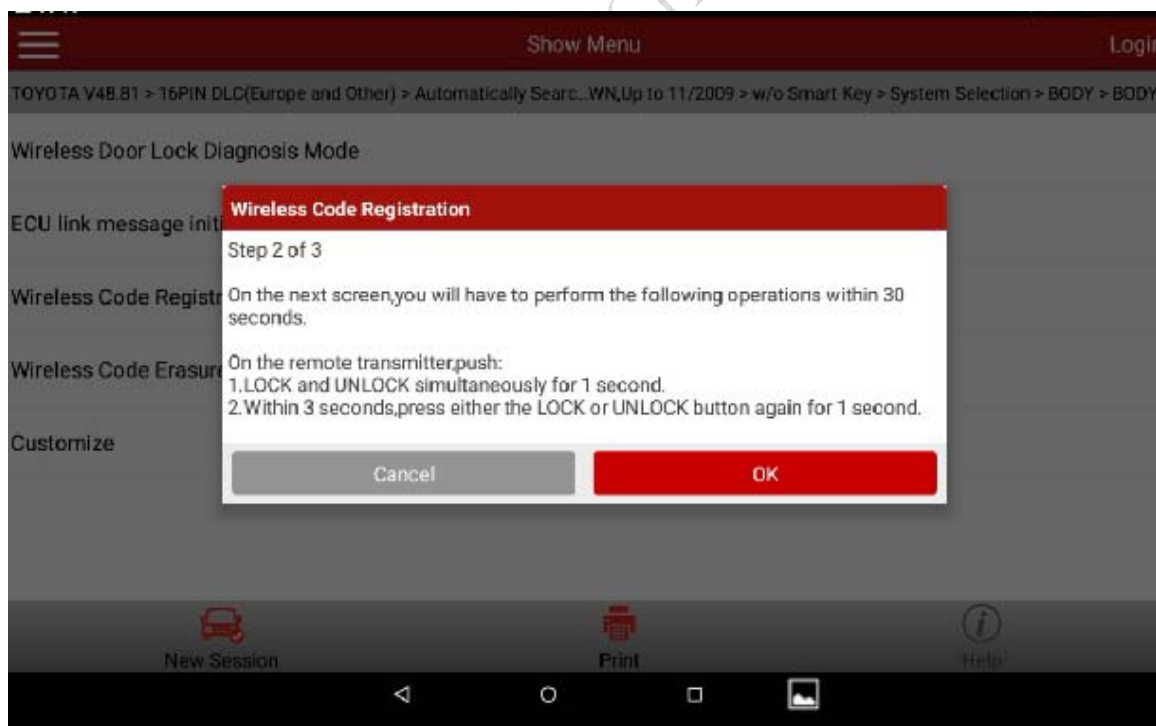 Show Menu
Login
TOYOTA V48.81 > 16PIN DLC(Europe and Other) > Automatically Searc...WN,Up to 11/2009 > w/o Smart Key > System Selection > BODY > BODY
Wireless Door Lock Diagnosis Mode
ECU link message initi
Wireless Code Registr
Wireless Code Erasure
Customize
Wireless Code Registration
Step 2 of 3
On the next screen,you will have to perform the following operations within 30
seconds.
On the remote transmitter,push:
1.LOCK and UNLOCK simultaneously for 1 second.
2.Within 3 seconds,press either the LOCK or UNLOCK button again for 1 second.
Cancel
OK
New Session
Print
Help